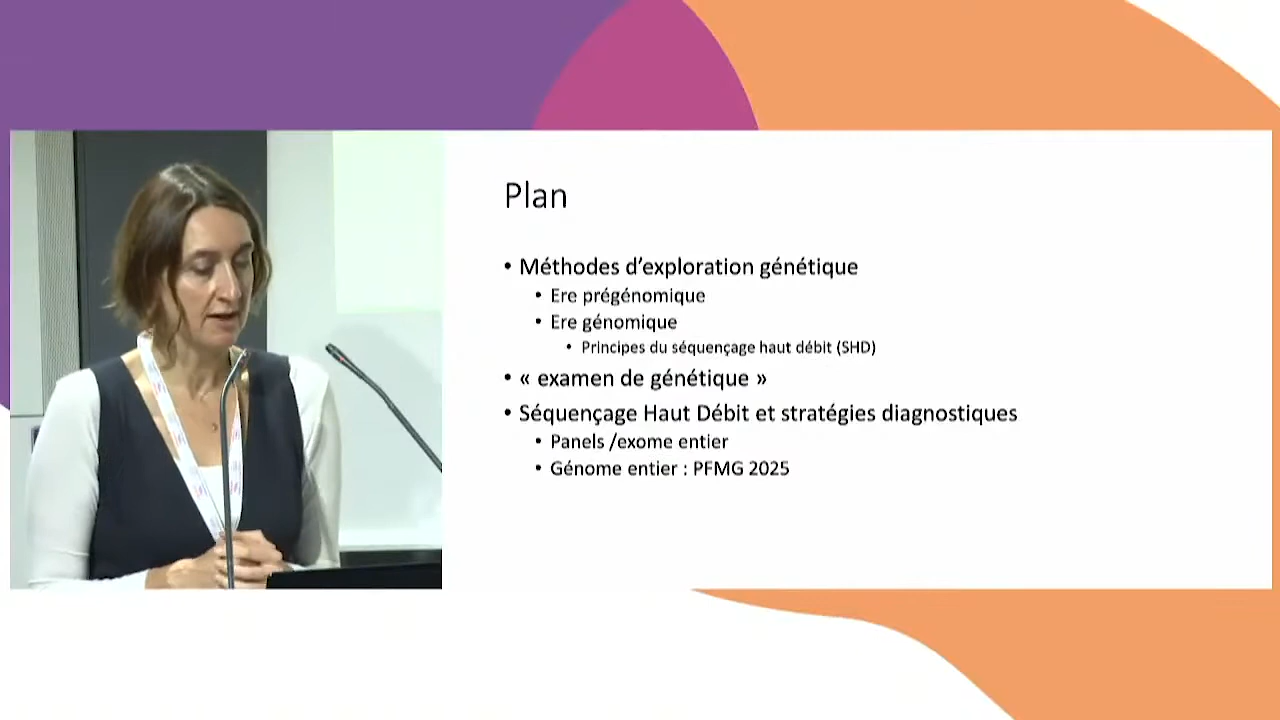 Plan
• Méthodes d’exploration génétique
• Ere prégénomique
• Ere génomique
• Principes du séquençage haut débit (SHD)
• « examen de génétique »
• Séquençage Haut Débit et stratégies diagnostiques
• Panels /exome entier
• Génome entier : PFMG 2025